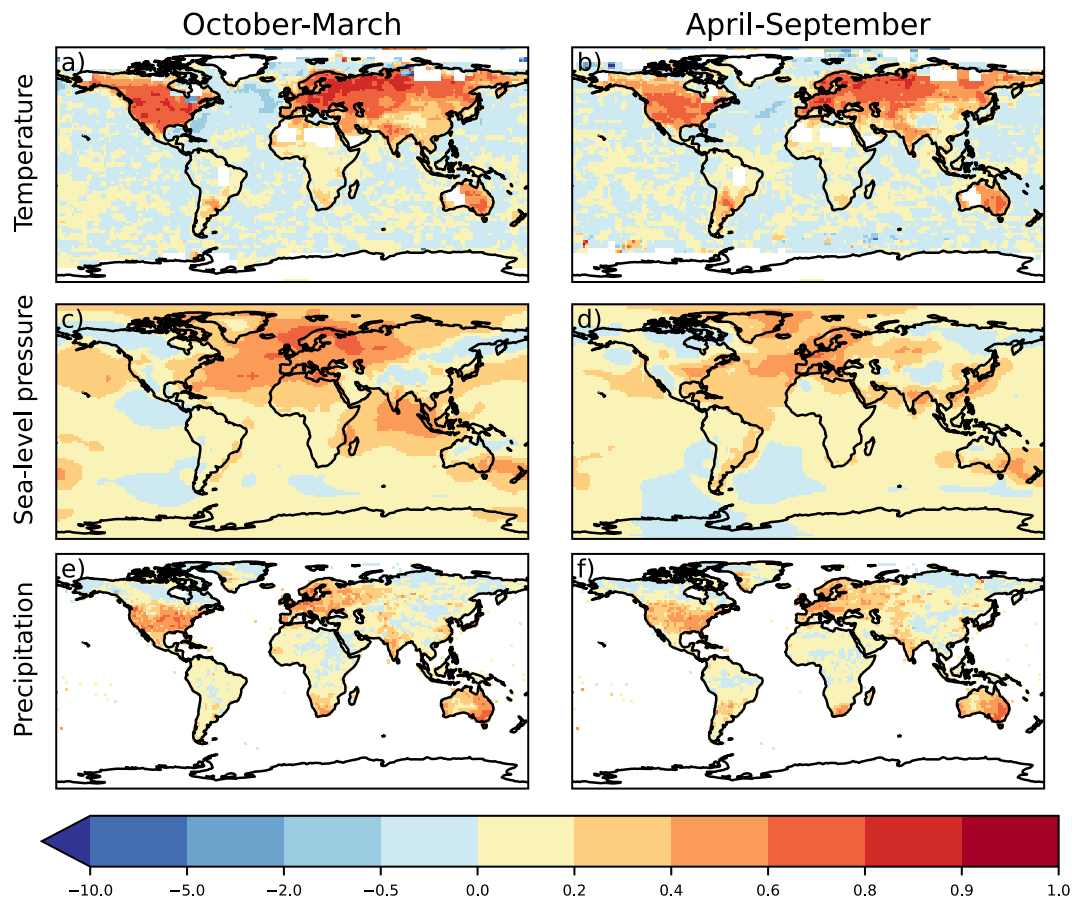 October-March April-September
Temperature
a) b)
Sea-level pressure
c) d)
Precipitation
e) f)
−10.0 −5.0 −2.0 −0.5 0.0 0.2 0.4 0.6 0.8 0.9 1.0